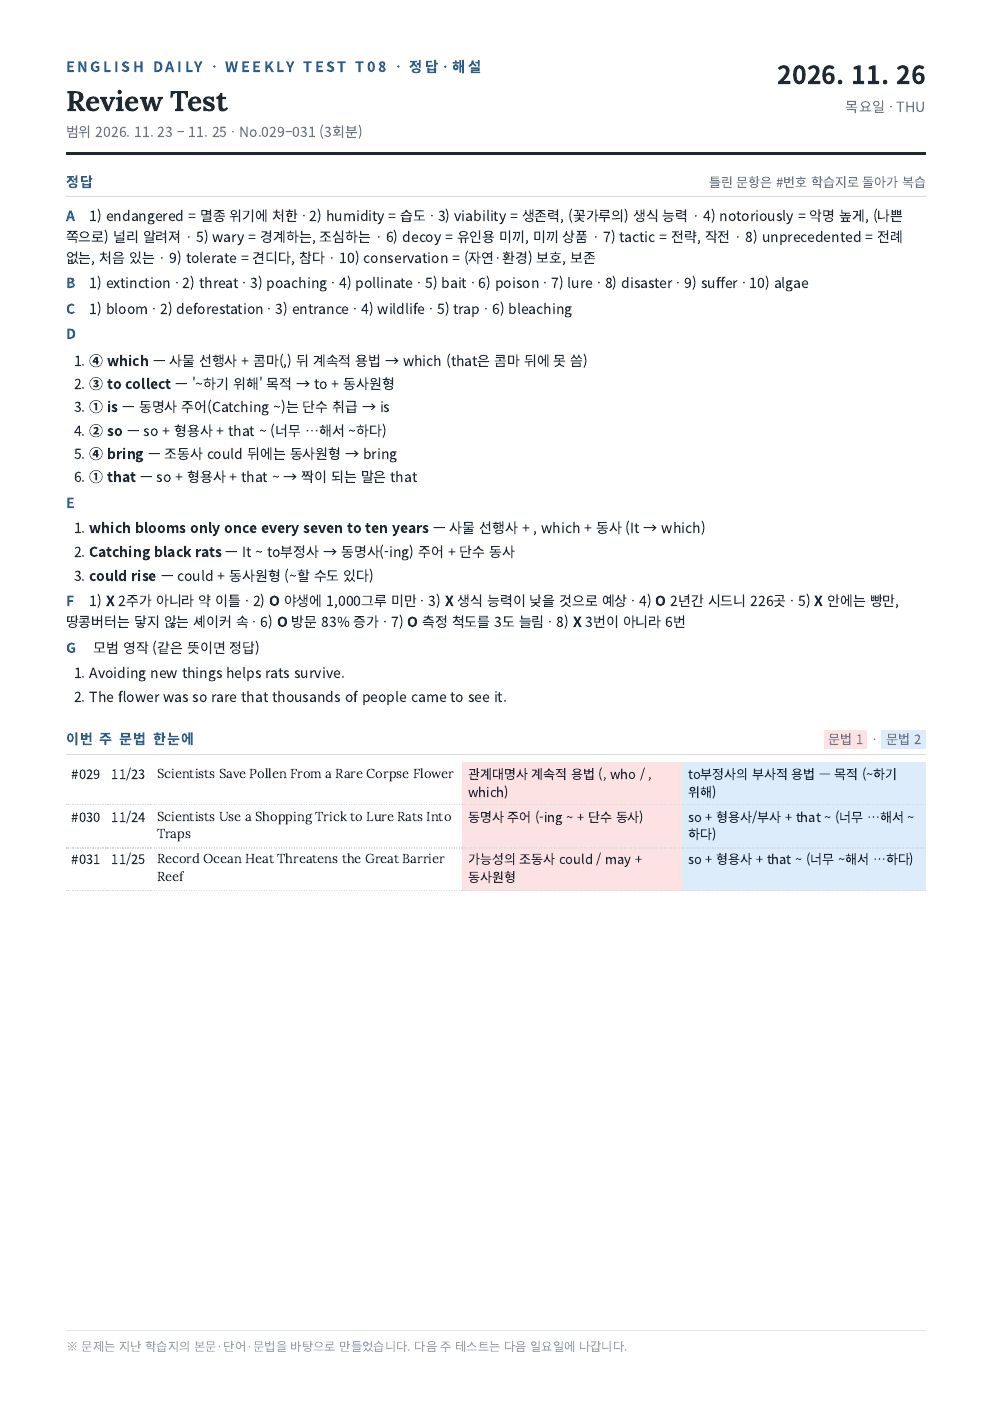 ENGLISH DAILY · WEEKLY TEST T08 · 정답·해설
2026. 11. 26
Review Test
목요일 · THU
범위 2026. 11. 23 – 11. 25 · No.029–031 (3회분)
정답
틀린 문항은 #번호 학습지로 돌아가 복습
A 1) endangered = 멸종 위기에 처한 · 2) humidity = 습도 · 3) viability = 생존력, (꽃가루의) 생식 능력 · 4) notoriously = 악명 높게, (나쁜
쪽으로) 널리 알려져 · 5) wary = 경계하는, 조심하는 · 6) decoy = 유인용 미끼, 미끼 상품 · 7) tactic = 전략, 작전 · 8) unprecedented = 전례
없는, 처음 있는 · 9) tolerate = 견디다, 참다 · 10) conservation = (자연·환경) 보호, 보존
B 1) extinction · 2) threat · 3) poaching · 4) pollinate · 5) bait · 6) poison · 7) lure · 8) disaster · 9) suffer · 10) algae
C 1) bloom · 2) deforestation · 3) entrance · 4) wildlife · 5) trap · 6) bleaching
D
1. ④ which — 사물 선행사 + 콤마(,) 뒤 계속적 용법 → which (that은 콤마 뒤에 못 씀)
2. ③ to collect — '~하기 위해' 목적 → to + 동사원형
3. ① is — 동명사 주어(Catching ~)는 단수 취급 → is
4. ② so — so + 형용사 + that ~ (너무 …해서 ~하다)
5. ④ bring — 조동사 could 뒤에는 동사원형 → bring
6. ① that — so + 형용사 + that ~ → 짝이 되는 말은 that
E
1. which blooms only once every seven to ten years — 사물 선행사 + , which + 동사 (It → which)
2. Catching black rats — It ~ to부정사 → 동명사(-ing) 주어 + 단수 동사
3. could rise — could + 동사원형 (~할 수도 있다)
F 1) X 2주가 아니라 약 이틀 · 2) O 야생에 1,000그루 미만 · 3) X 생식 능력이 낮을 것으로 예상 · 4) O 2년간 시드니 226곳 · 5) X 안에는 빵만,
땅콩버터는 닿지 않는 셰이커 속 · 6) O 방문 83% 증가 · 7) O 측정 척도를 3도 늘림 · 8) X 3번이 아니라 6번
G 모범 영작 (같은 뜻이면 정답)
1. Avoiding new things helps rats survive.
2. The flower was so rare that thousands of people came to see it.
이번 주 문법 한눈에
문법 1 · 문법 2
#029 11/23 Scientists Save Pollen From a Rare Corpse Flower 관계대명사 계속적 용법 (, who / , to부정사의 부사적 용법 — 목적 (~하기
which) 위해)
#030 11/24 Scientists Use a Shopping Trick to Lure Rats Into 동명사 주어 (-ing ~ + 단수 동사) so + 형용사/부사 + that ~ (너무 …해서 ~
Traps 하다)
#031 11/25 Record Ocean Heat Threatens the Great Barrier 가능성의 조동사 could / may + so + 형용사 + that ~ (너무 ~해서 …하다)
Reef 동사원형
※ 문제는 지난 학습지의 본문·단어·문법을 바탕으로 만들었습니다. 다음 주 테스트는 다음 일요일에 나갑니다.